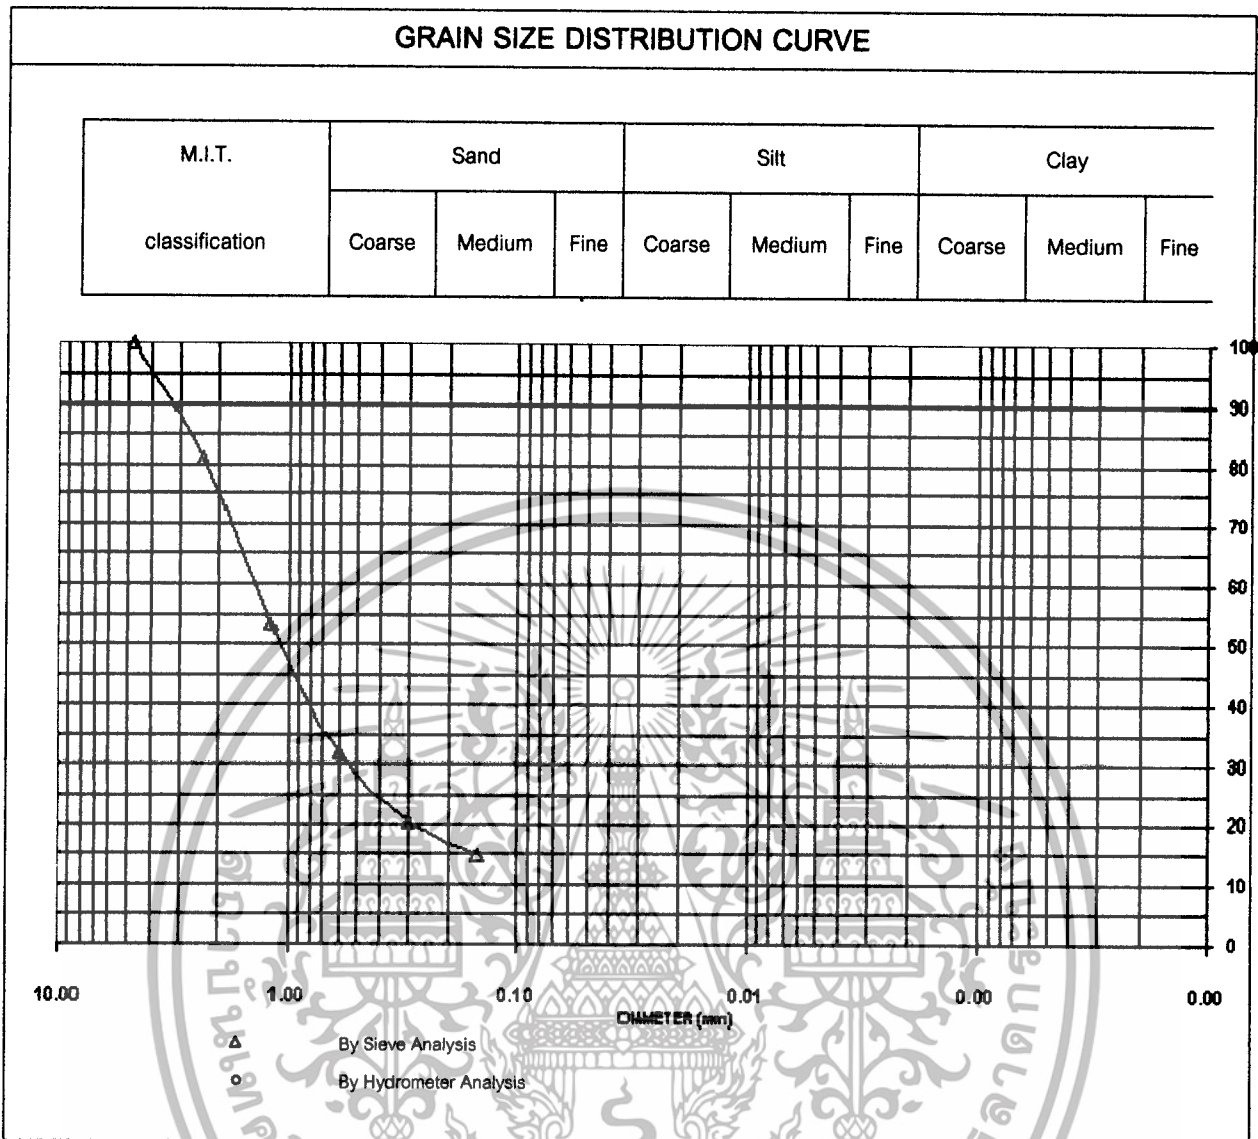 GRAIN SIZE DISTRIBUTION CURVE
M.I.T.
classification
Sand
Silt
Clay
Coarse
Medium
Fine
Coarse
Medium
Fine
Coarse
Medium
Fine
100
90
80
70
60
50
40
30
20
10
0
10.00
1.00
0.10
0.01
0.00
0.00
DIAMETER (mm)
By Sieve Analysis
By Hydrometer Analysis